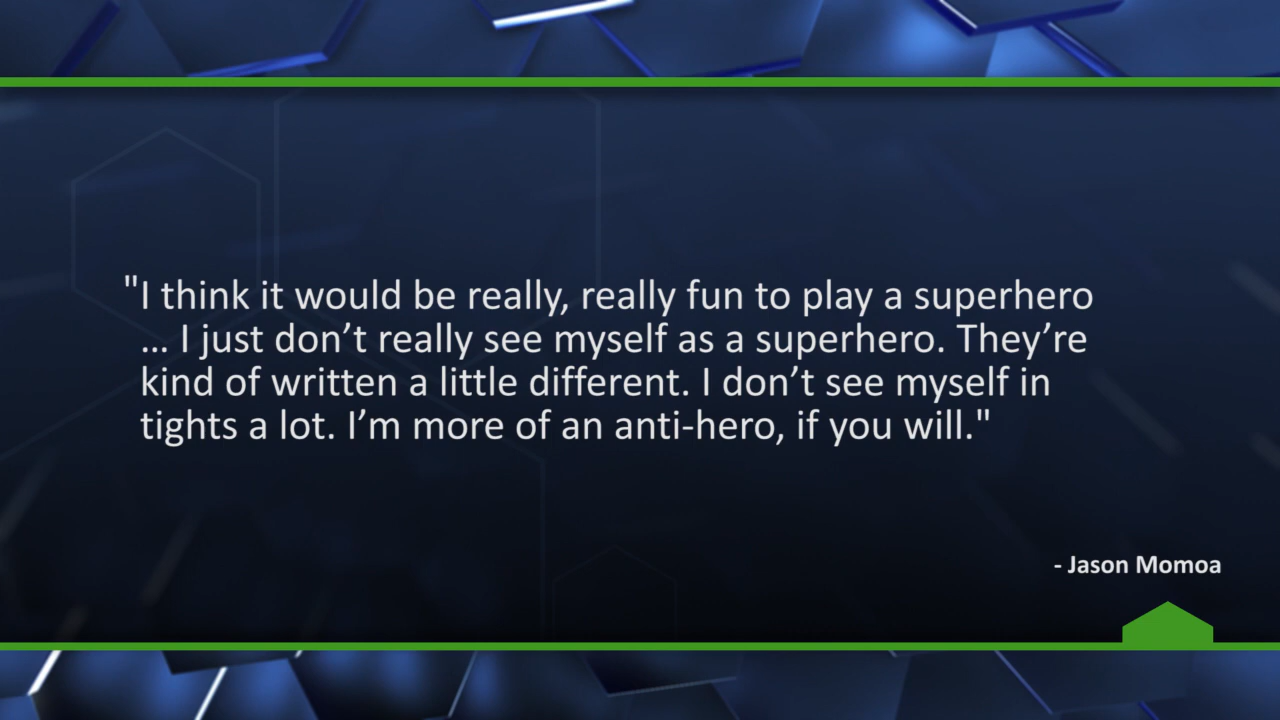 "I think it would be really, really fun to play a superhero
… I just don’t really see myself as a superhero. They’re
kind of written a little different. I don’t see myself in
tights a lot. I’m more of an anti-hero, if you will."
- Jason Momoa